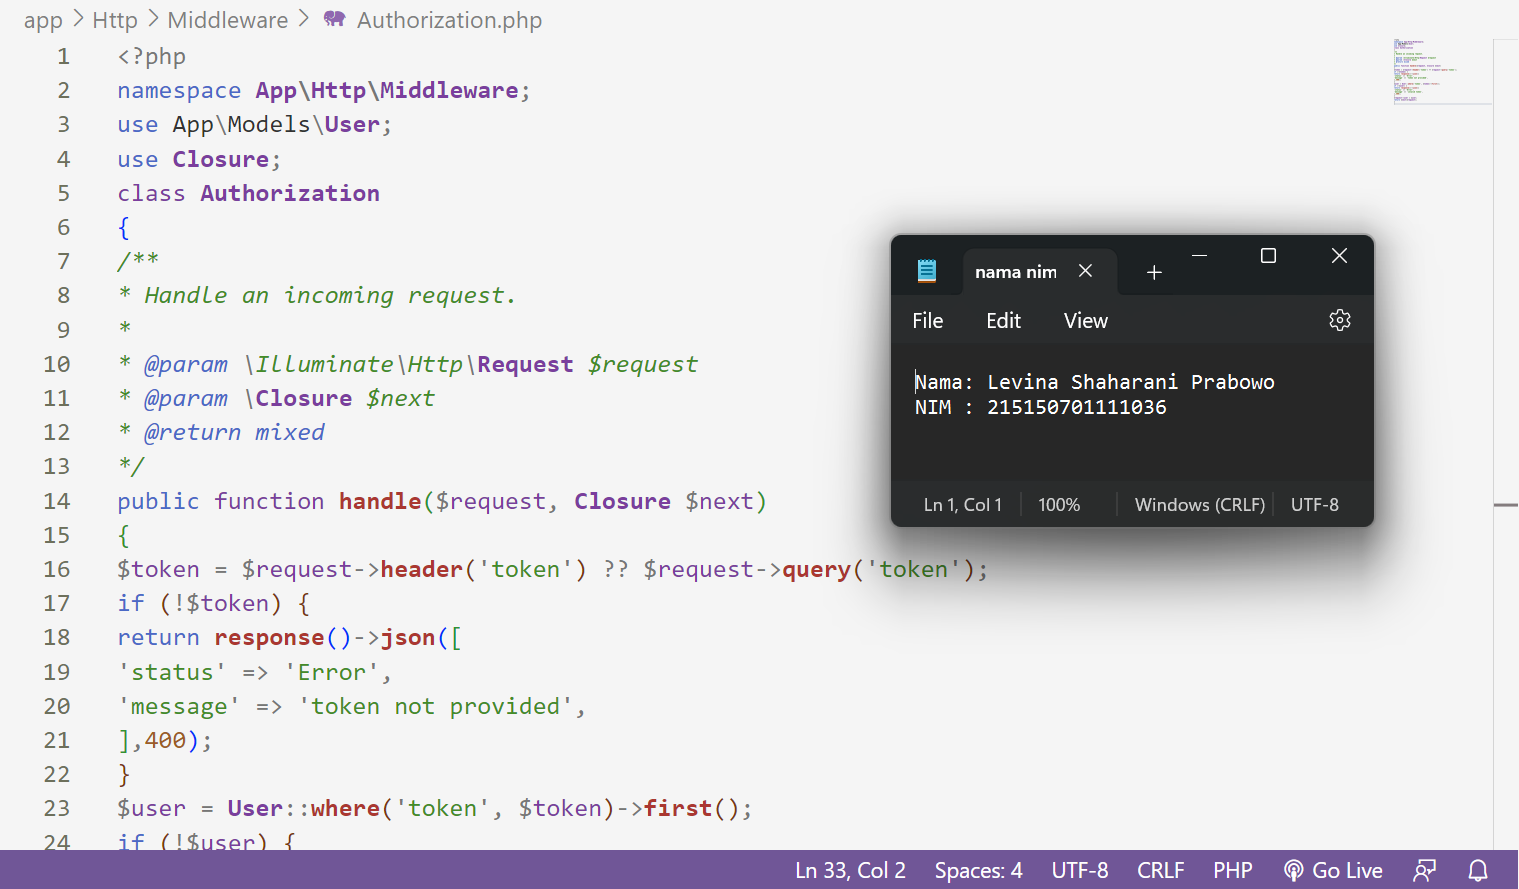 app > Http > Middleware > Authorization.php
1 <?php
2 namespace App\Http\Middleware;
3 use App\Models\User;
4 use Closure;
5 class Authorization
6 {
7 /**
8 * Handle an incoming request.
9 *
10 * @param \Illuminate\Http\Request $request
11 * @param \Closure $next
12 * @return mixed
13 */
14 public function handle($request, Closure $next)
15 {
16 $token = $request->header('token') ?? $request->query('token');
17 if (!$token) {
18 return response()->json([
19 'status' => 'Error',
20 'message' => 'token not provided',
21 ],400);
22 }
23 $user = User::where('token', $token)->first();
24 if (!$user) {
nama nim
File Edit View
Nama: Levina Shaharani Prabowo
NIM : 215150701111036
Ln 1, Col 1 100% Windows (CRLF) UTF-8
Ln 33, Col 2 Spaces: 4 UTF-8 CRLF PHP Go Live